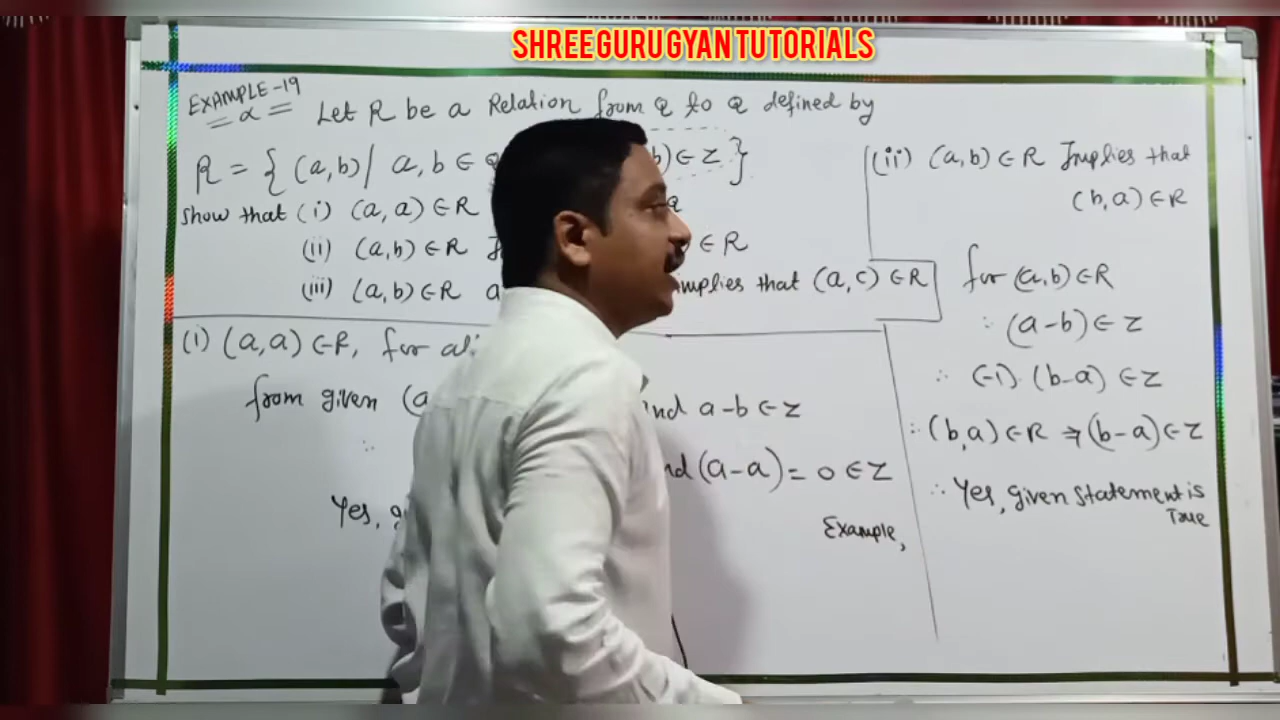 SHREE GURU GYAN TUTORIALS
EXAMPLE-19
Let R be a Relation from Q to Q defined by
R = { (a,b) / a, b ∈ Q b) ∈ Z }
Show that (i) (a, a) ∈ R Q
(ii) (a,b) ∈ R ∈ R
(iii) (a,b) ∈ R implies that (a, c) ∈ R
(i) (a,a) ∈ R, for all
from given (a and a-b ∈ Z
∴ and (a-a) = 0 ∈ Z
Yes,
Example,
(ii) (a,b) ∈ R Implies that
(b,a) ∈ R
for (a,b) ∈ R
∴ (a-b) ∈ Z
∴ (-1). (b-a) ∈ Z
∴ (b,a) ∈ R ⇒ (b-a) ∈ Z
∴ Yes, given statement is
True